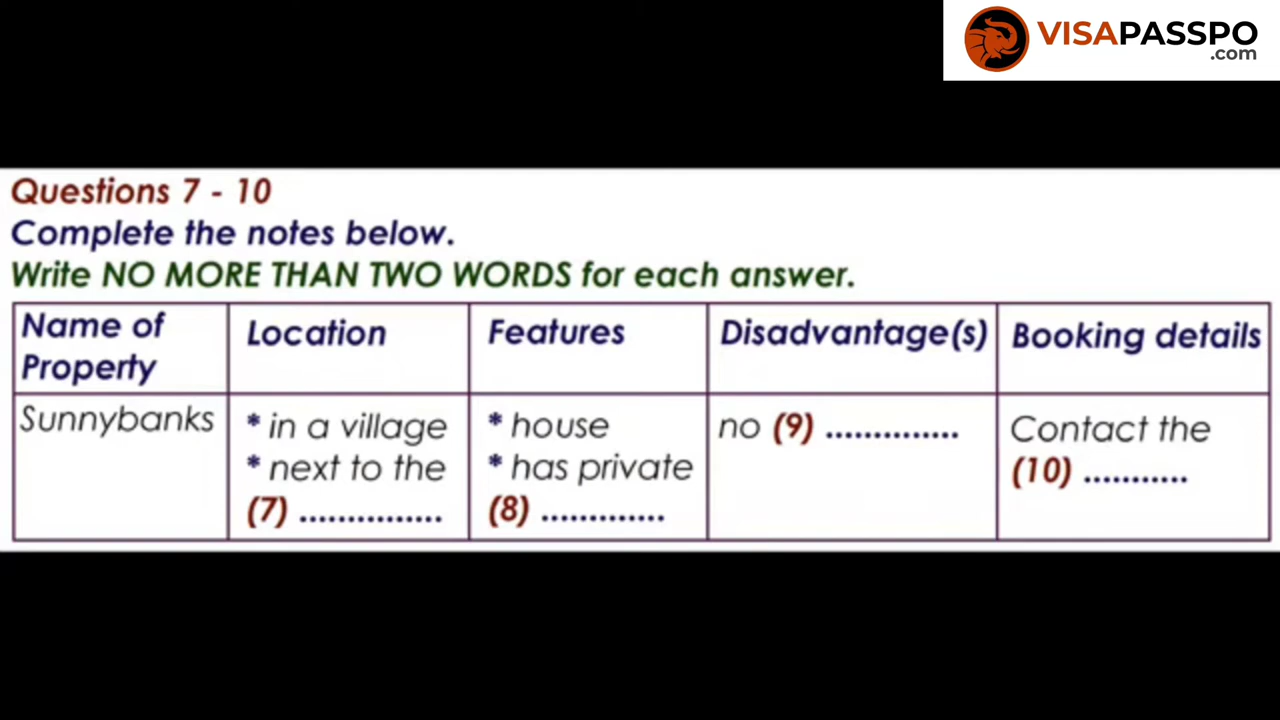 VISAPASSPO
.com
Questions 7 - 10
Complete the notes below.
Write NO MORE THAN TWO WORDS for each answer.
Name of
Property
Location
Features
Disadvantage(s)
Booking details
Sunnybanks
* in a village
* next to the
(7) ...............
* house
* has private
(8) .............
no (9) ..............
Contact the
(10) ...........